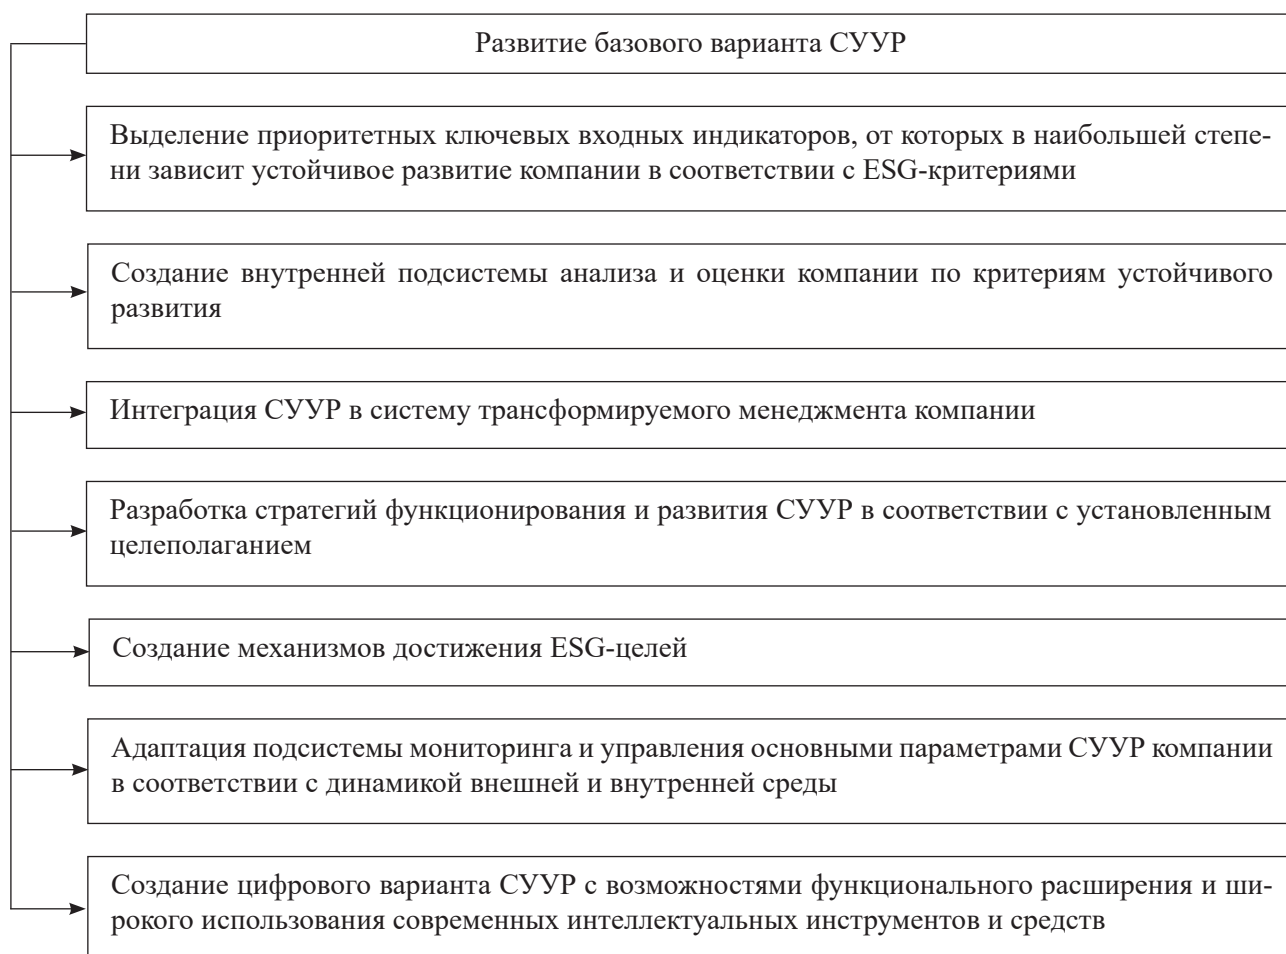 Развитие базового варианта СУУР
Выделение приоритетных ключевых входных индикаторов, от которых в наибольшей степе-
ни зависит устойчивое развитие компании в соответствии с ESG-критериями
Создание внутренней подсистемы анализа и оценки компании по критериям устойчивого
развития
Интеграция СУУР в систему трансформируемого менеджмента компании
Разработка стратегий функционирования и развития СУУР в соответствии с установленным
целеполаганием
Создание механизмов достижения ESG-целей
Адаптация подсистемы мониторинга и управления основными параметрами СУУР компании
в соответствии с динамикой внешней и внутренней среды
Создание цифрового варианта СУУР с возможностями функционального расширения и ши-
рокого использования современных интеллектуальных инструментов и средств